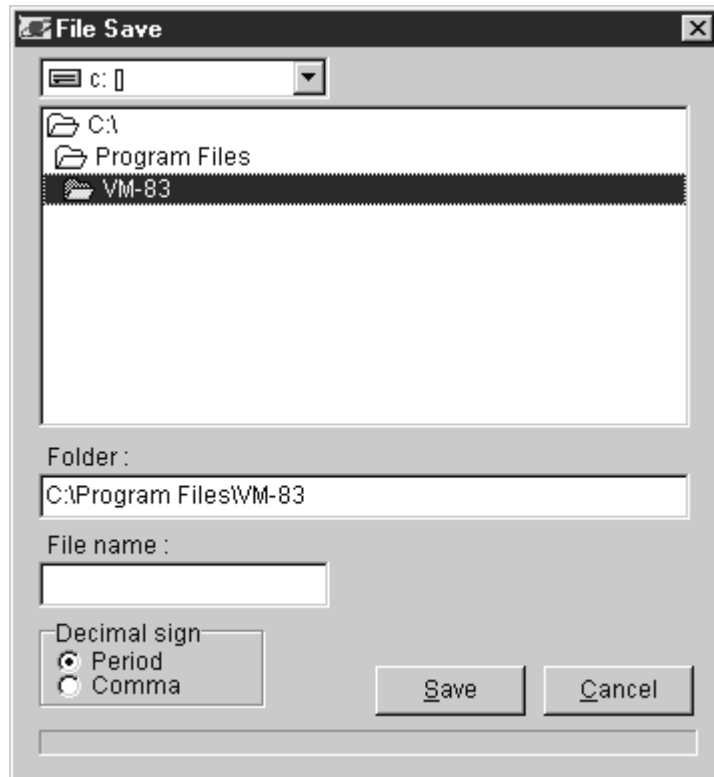 File Save
c: []
C:\
Program Files
VM-83
Folder :
C:\Program Files\VM-83
File name :
Decimal sign
Period
Comma
Save
Cancel